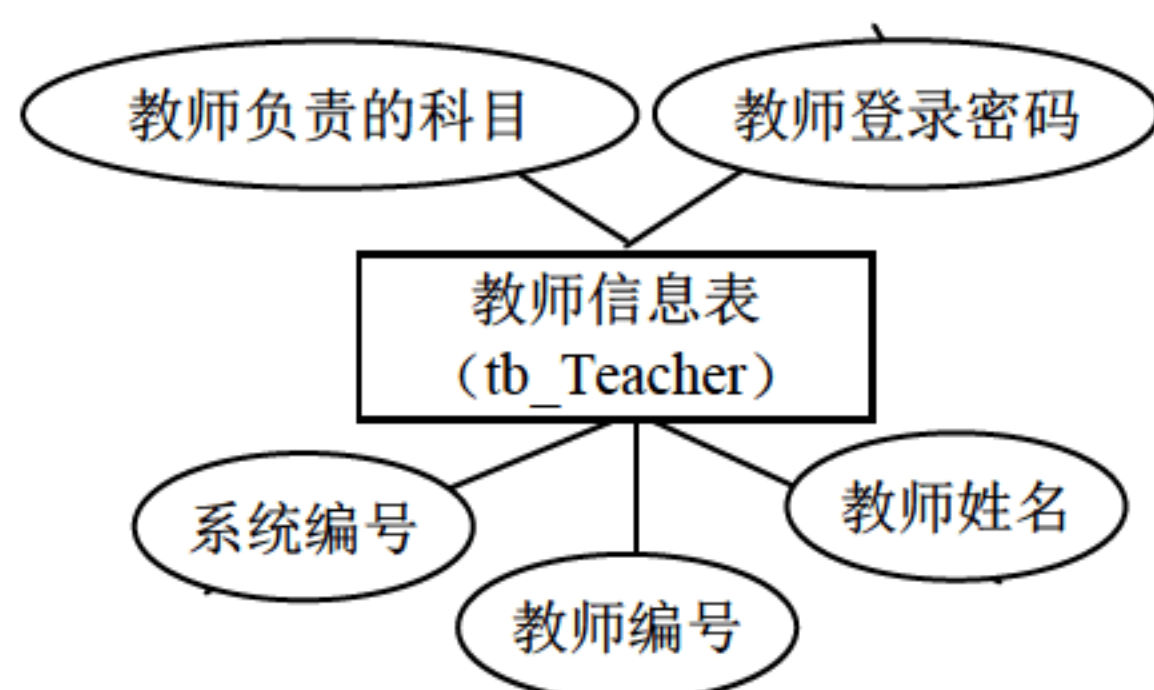 教师负责的科目
教师登录密码
教师信息表
（tb_Teacher）
系统编号
教师姓名
教师编号